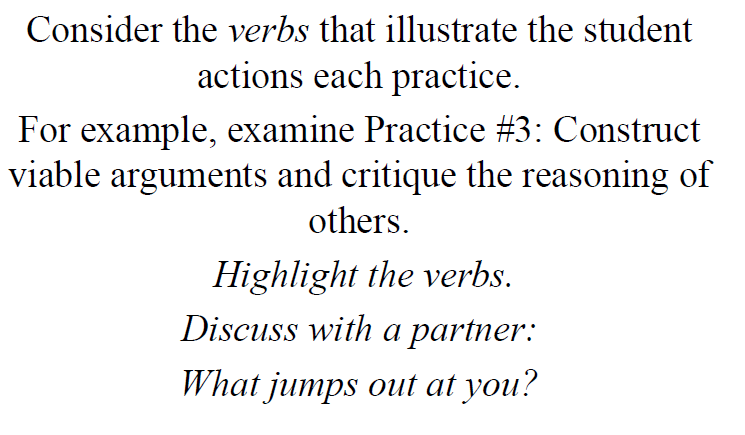 Consider the verbs that illustrate the student
actions each practice.
For example, examine Practice #3: Construct
viable arguments and critique the reasoning of
others.
Highlight the verbs.
Discuss with a partner:
What jumps out at you?